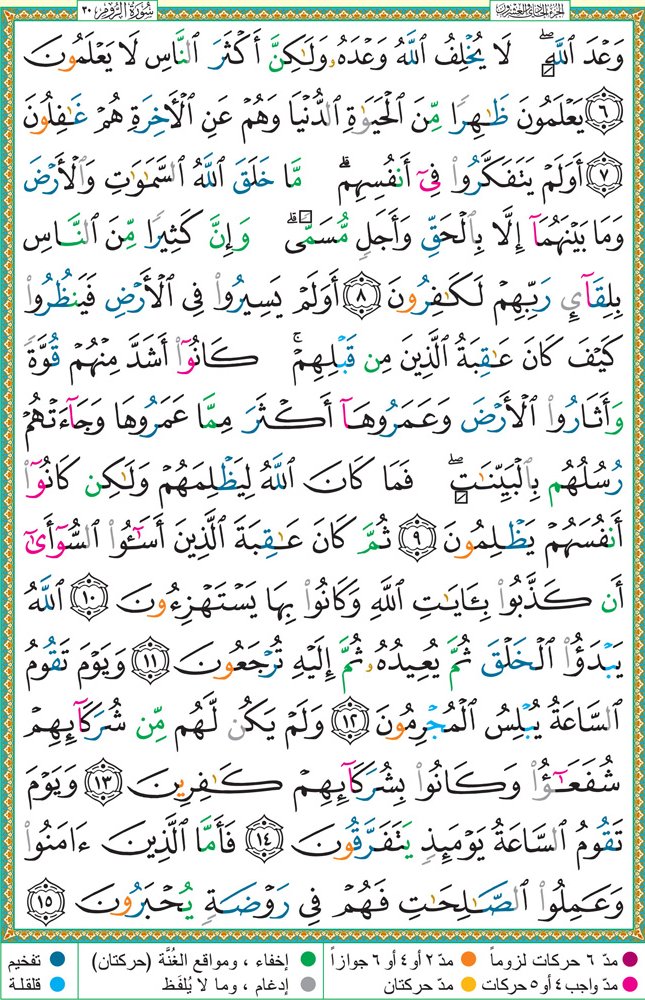 الجزء الحادي والعشرون سورة الروم ٣٠
وَعْدَ ٱللَّهِۖ لَا يُخْلِفُ ٱللَّهُ وَعْدَهُۥ وَلَٰكِنَّ أَكْثَرَ ٱلنَّاسِ لَا يَعْلَمُونَ
٦ يَعْلَمُونَ ظَٰهِرًا مِّنَ ٱلْحَيَوٰةِ ٱلدُّنْيَا وَهُمْ عَنِ ٱلْأَخِرَةِ هُمْ غَٰفِلُونَ
٧ أَوَلَمْ يَتَفَكَّرُوا۟ فِىٓ أَنفُسِهِمۗ مَّا خَلَقَ ٱللَّهُ ٱلسَّمَٰوَٰتِ وَٱلْأَرْضَ
وَمَا بَيْنَهُمَآ إِلَّا بِٱلْحَقِّ وَأَجَلٍ مُّسَمًّىۗ وَإِنَّ كَثِيرًا مِّنَ ٱلنَّاسِ
بِلِقَآئِ رَبِّهِمْ لَكَٰفِرُونَ ٨ أَوَلَمْ يَسِيرُوا۟ فِى ٱلْأَرْضِ فَيَنظُرُوا۟
كَيْفَ كَانَ عَٰقِبَةُ ٱلَّذِينَ مِن قَبْلِهِمْۚ كَانُوٓا۟ أَشَدَّ مِنْهُمْ قُوَّةً
وَأَثَارُوا۟ ٱلْأَرْضَ وَعَمَرُوهَآ أَكْثَرَ مِمَّا عَمَرُوهَا وَجَآءَتْهُمْ
رُسُلُهُم بِٱلْبَيِّنَٰتِۖ فَمَا كَانَ ٱللَّهُ لِيَظْلِمَهُمْ وَلَٰكِن كَانُوٓا۟
أَنفُسَهُمْ يَظْلِمُونَ ٩ ثُمَّ كَانَ عَٰقِبَةَ ٱلَّذِينَ أَسَٰٓـُٔوا۟ ٱلسُّوٓأَىٰٓ
أَن كَذَّبُوا۟ بِـَٔايَٰتِ ٱللَّهِ وَكَانُوا۟ بِهَا يَسْتَهْزِءُونَ ١٠ ٱللَّهُ
يَبْدَؤُا۟ ٱلْخَلْقَ ثُمَّ يُعِيدُهُۥ ثُمَّ إِلَيْهِ تُرْجَعُونَ ١١ وَيَوْمَ تَقُومُ
ٱلسَّاعَةُ يُبْلِسُ ٱلْمُجْرِمُونَ ١٢ وَلَمْ يَكُن لَّهُم مِّن شُرَكَآئِهِمْ
شُفَعَٰٓؤُا۟ وَكَانُوا۟ بِشُرَكَآئِهِمْ كَٰفِرِينَ ١٣ وَيَوْمَ
تَقُومُ ٱلسَّاعَةُ يَوْمَئِذٍ يَتَفَرَّقُونَ ١٤ فَأَمَّا ٱلَّذِينَ ءَامَنُوا۟
وَعَمِلُوا۟ ٱلصَّٰلِحَٰتِ فَهُمْ فِى رَوْضَةٍ يُحْبَرُونَ ١٥
مدّ ٦ حركات لزوماً مدّ ٢ أو ٤ أو ٦ جوازاً إخفاء ، ومواقع الغُنَّة (حركتان) تفخيم
مدّ واجب ٤ أو ٥ حركات مدّ حركتان إدغام ، وما لا يُلفَظ قلقلة